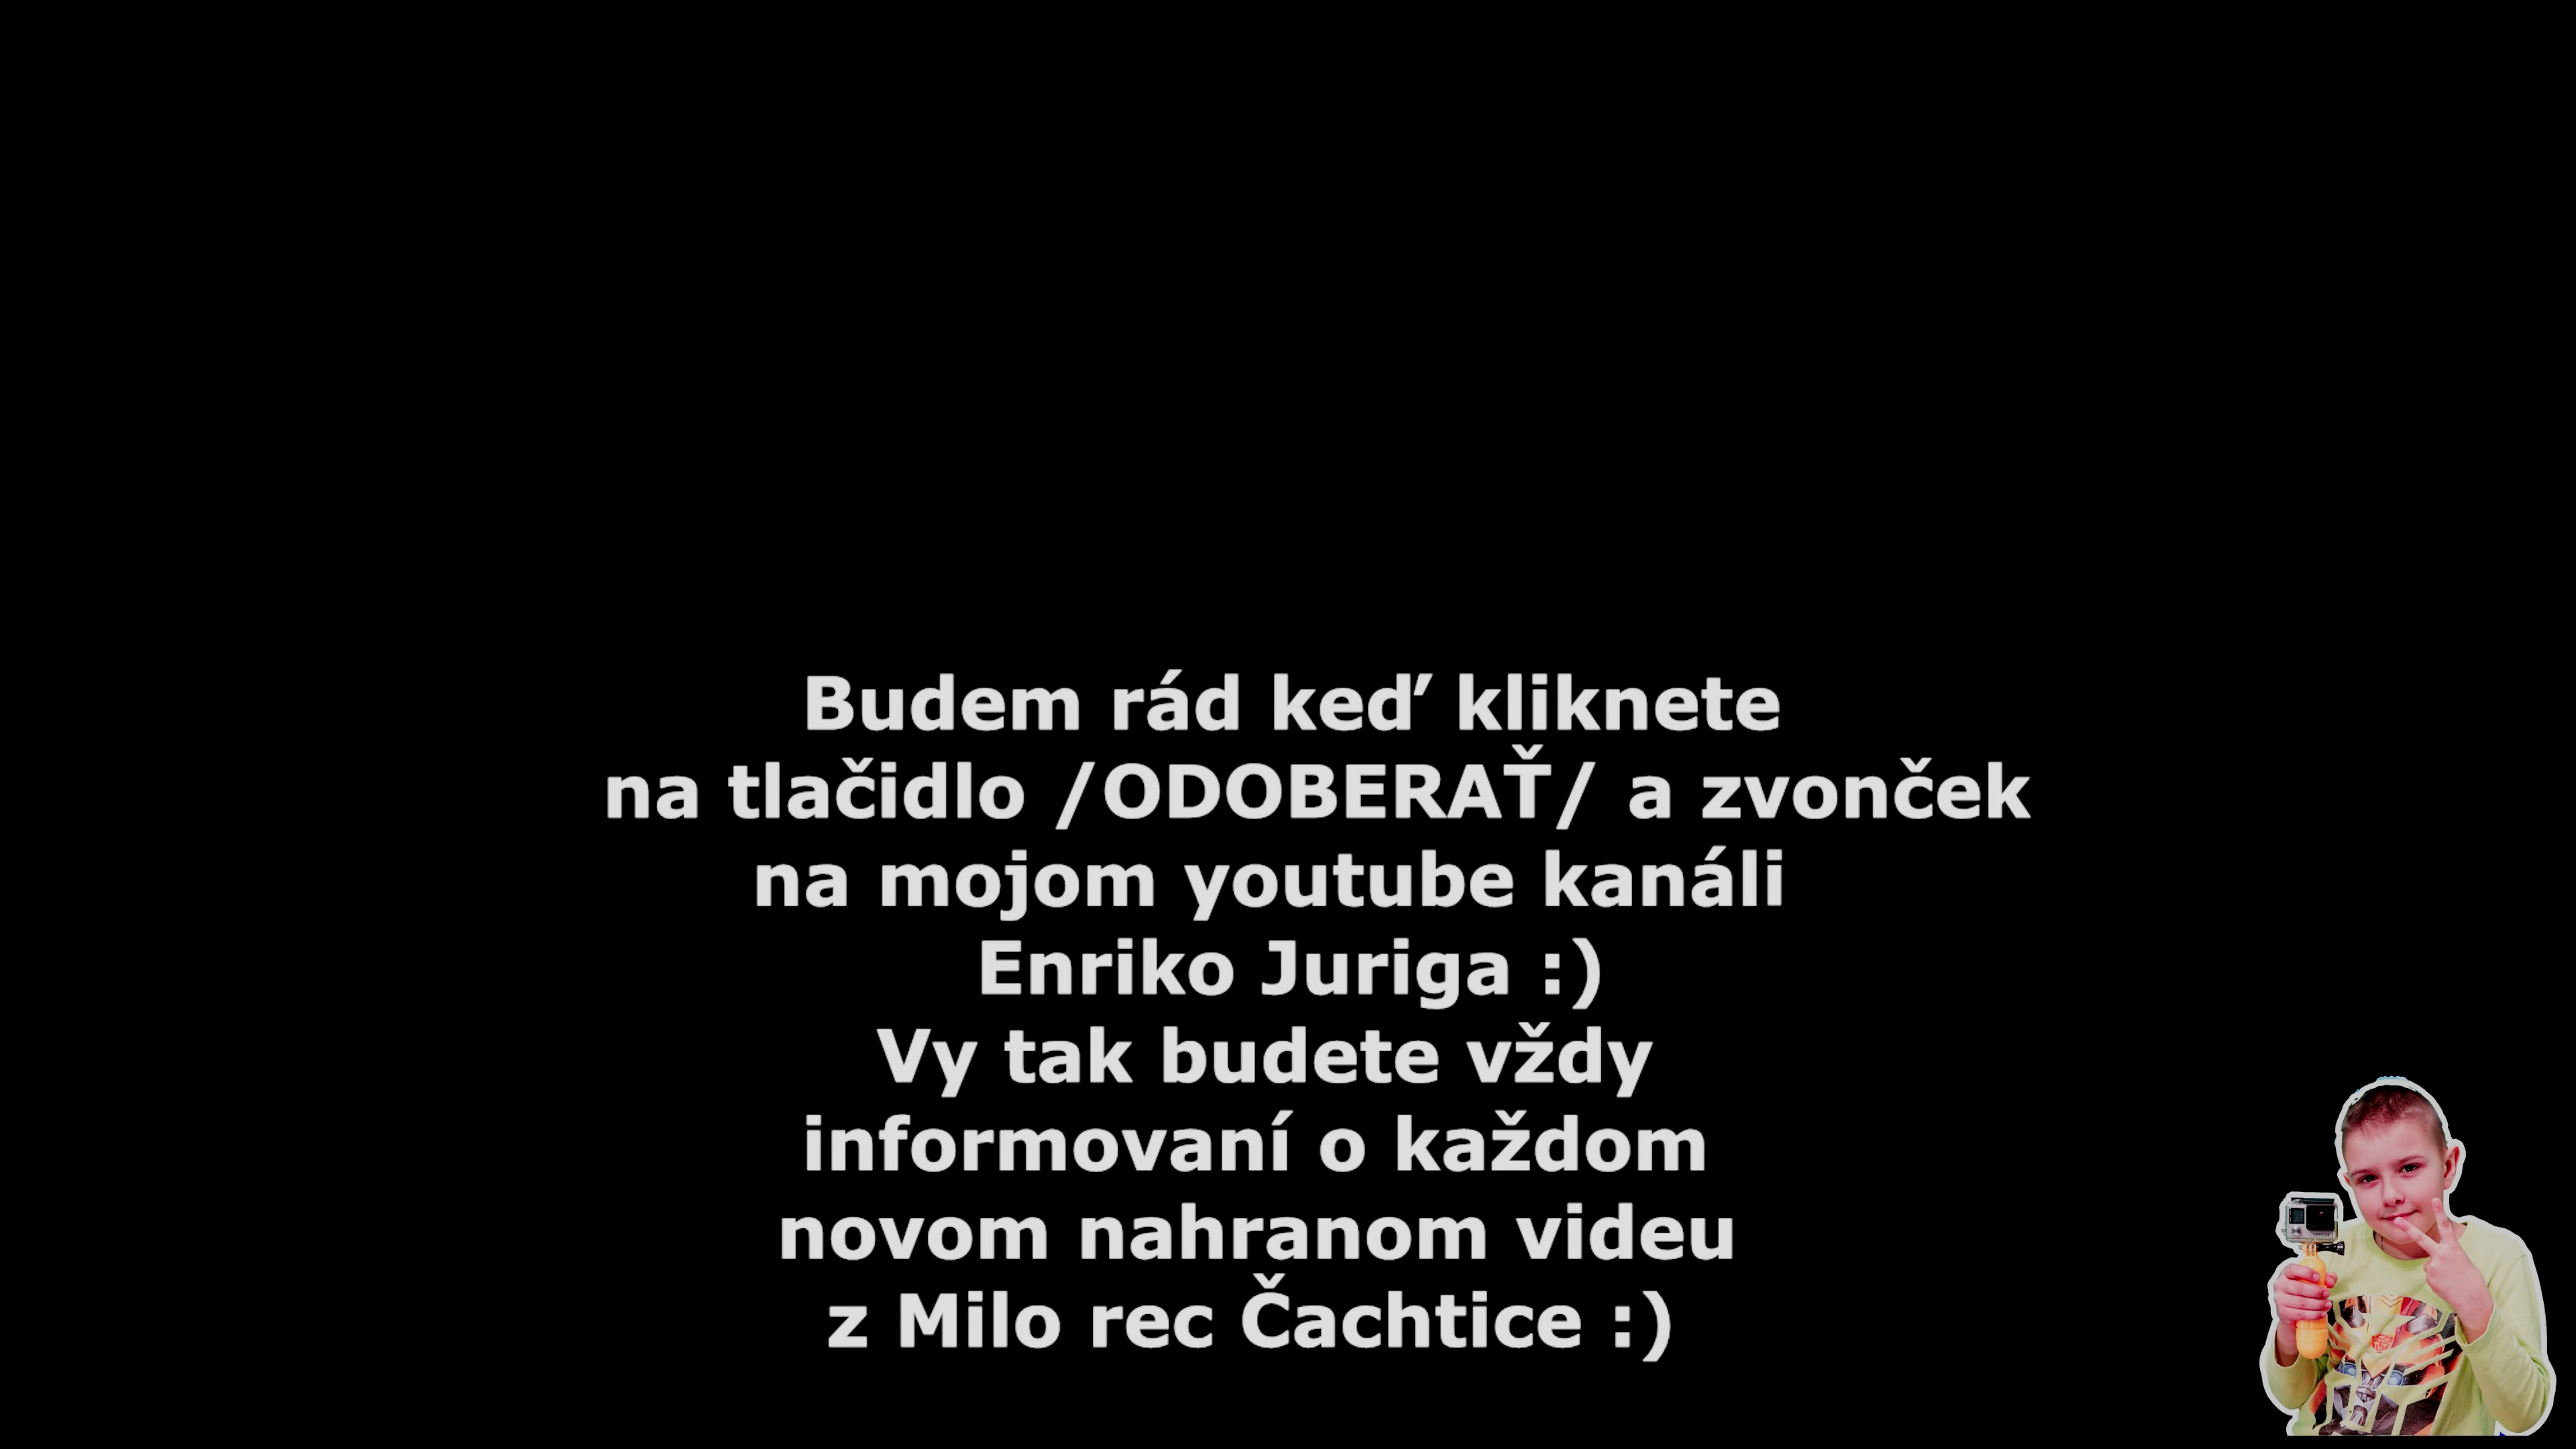 Budem rád keď kliknete
na tlačidlo /ODOBERAŤ/ a zvonček
na mojom youtube kanáli
Enriko Juriga :)
Vy tak budete vždy
informovaní o každom
novom nahranom videu
z Milo rec Čachtice :)